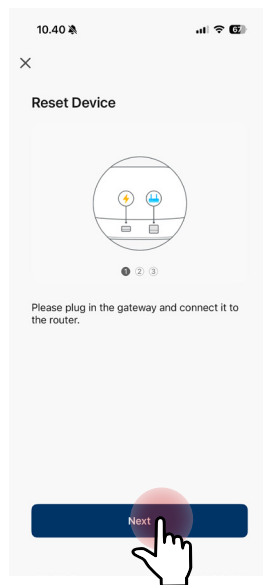 10.40
67
Reset Device
1 2 3
Please plug in the gateway and connect it to
the router.
Next